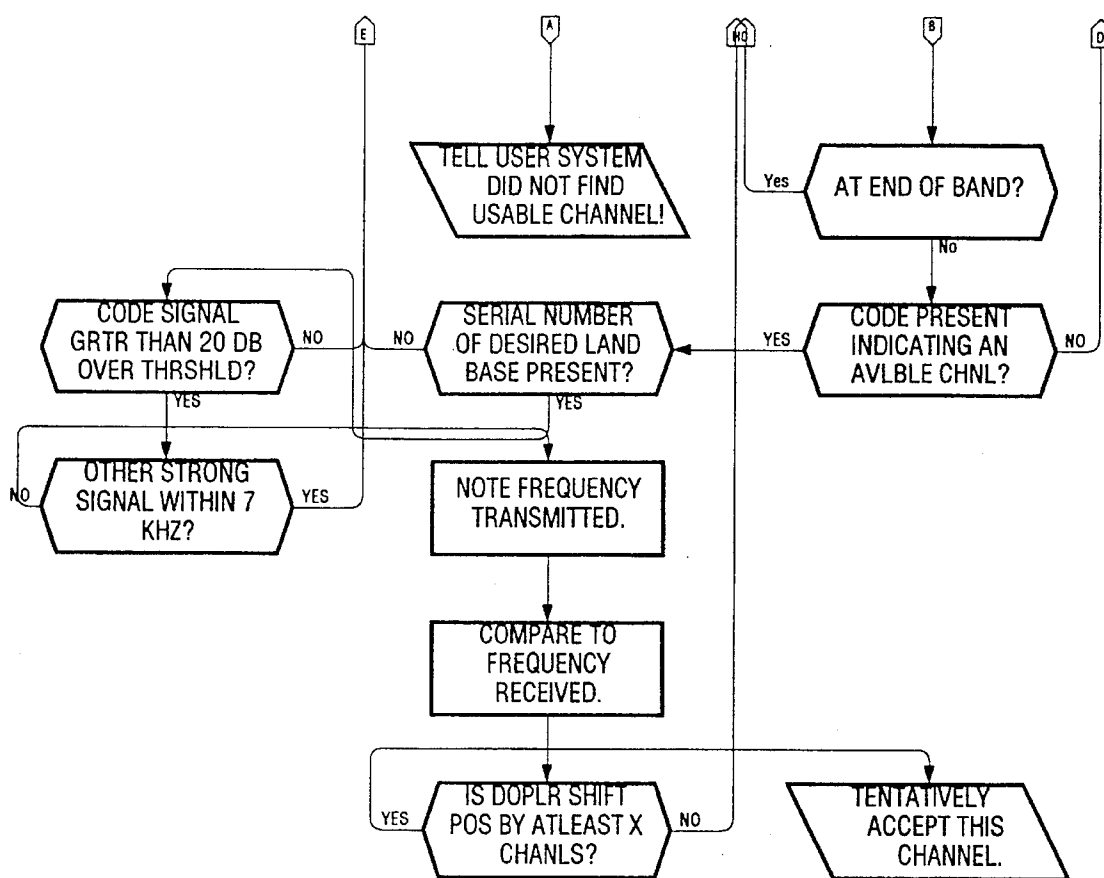 E
A
HC
B
D
TELL USER SYSTEM
DID NOT FIND
USABLE CHANNEL!
Yes
AT END OF BAND?
No
CODE SIGNAL
GRTR THAN 20 DB
OVER THRSHLD?
NO
NO
SERIAL NUMBER
OF DESIRED LAND
BASE PRESENT?
YES
CODE PRESENT
INDICATING AN
AVLBLE CHNL?
NO
YES
YES
NO
OTHER STRONG
SIGNAL WITHIN 7
KHZ?
YES
NOTE FREQUENCY
TRANSMITTED.
COMPARE TO
FREQUENCY
RECEIVED.
YES
IS DOPLR SHIFT
POS BY ATLEAST X
CHANLS?
NO
TENTATIVELY
ACCEPT THIS
CHANNEL.